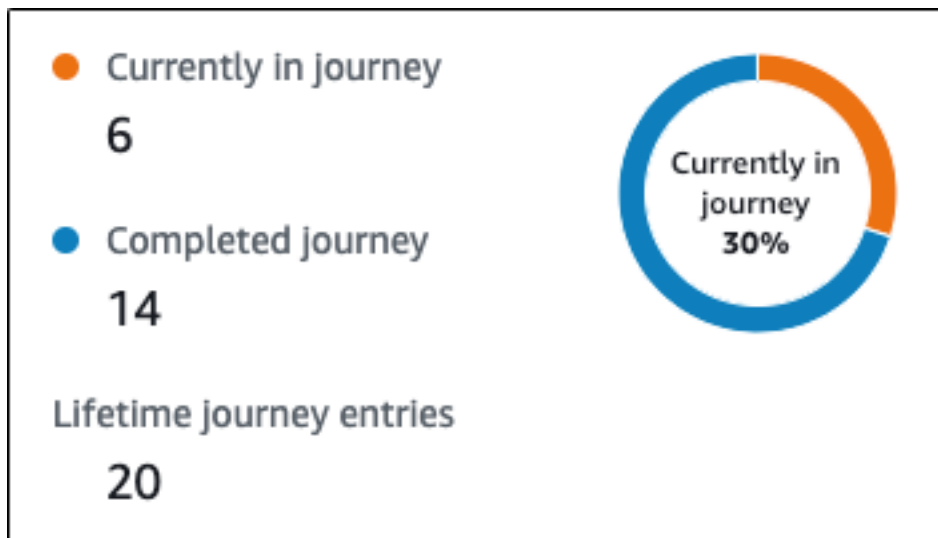 Currently in journey
6
Completed journey
14
Lifetime journey entries
20
Currently in
journey
30%